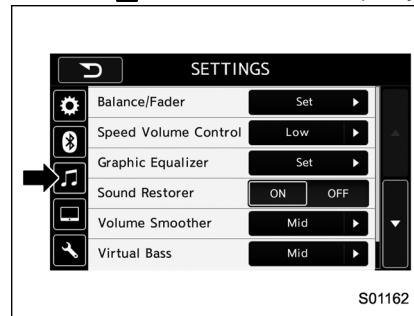 SETTINGS
Balance/Fader Set
Speed Volume Control Low
Graphic Equalizer Set
Sound Restorer ON OFF
Volume Smoother Mid
Virtual Bass Mid
S01162